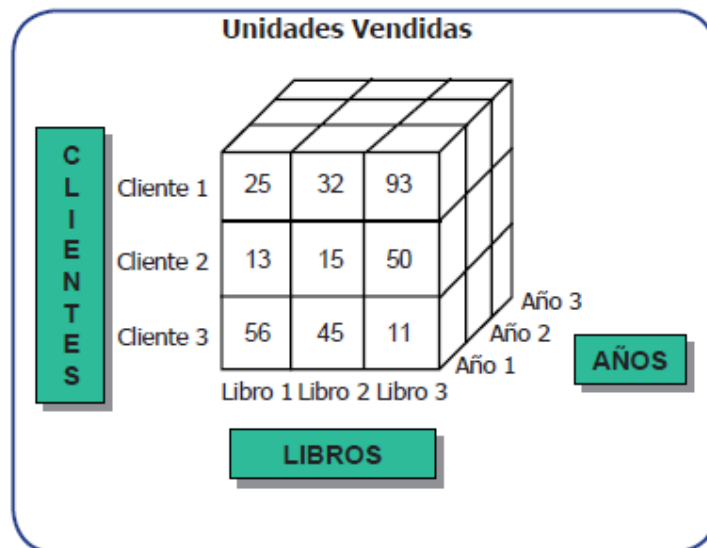 Unidades Vendidas
CLIENTES
Cliente 1 25 32 93
Cliente 2 13 15 50
Cliente 3 56 45 11
Año 3
Año 2
Año 1
AÑOS
Libro 1 Libro 2 Libro 3
LIBROS